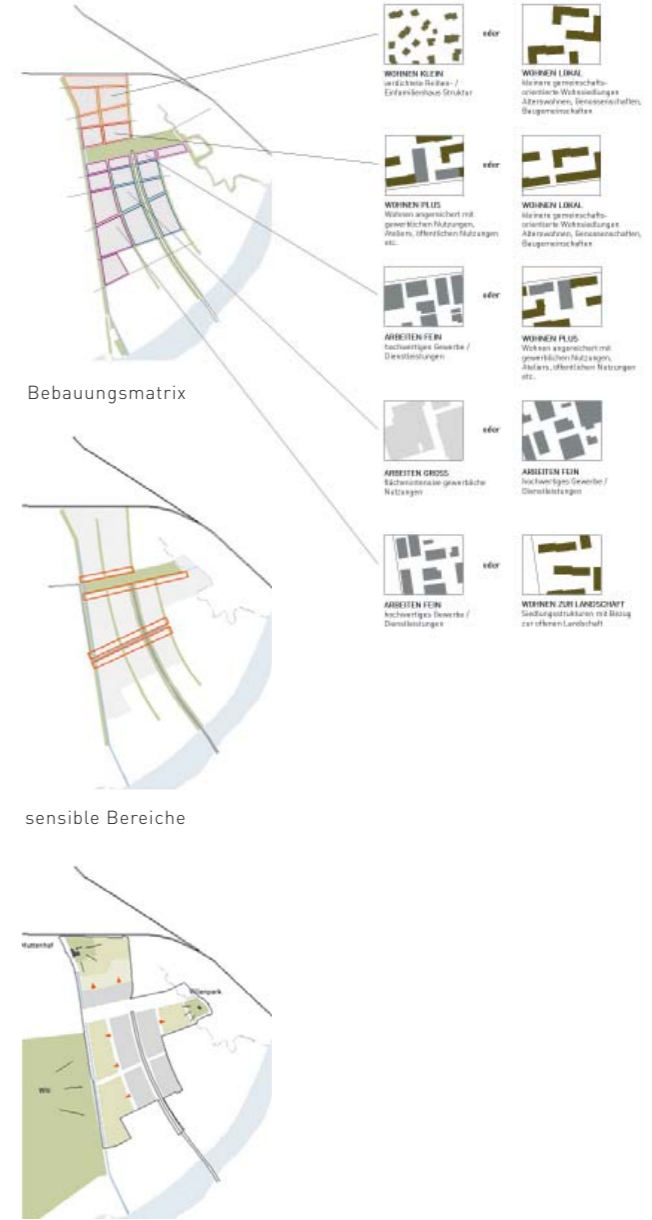 oder
WOHNEN KLEIN
verdichtete Reihen- /
Einfamilienhaus Struktur
WOHNEN LOKAL
kleinere gemeinschafts-
orientierte Wohnsiedlungen
Alterswohnen, Genossenschaften,
Baugemeinschaften
oder
WOHNEN PLUS
Wohnen angereichert mit
gewerblichen Nutzungen,
Ateliers, öffentlichen Nutzungen
etc.
WOHNEN LOKAL
kleinere gemeinschafts-
orientierte Wohnsiedlungen
Alterswohnen, Genossenschaften,
Baugemeinschaften
oder
ARBEITEN FEIN
hochwertiges Gewerbe /
Dienstleistungen
WOHNEN PLUS
Wohnen angereichert mit
gewerblichen Nutzungen,
Ateliers, öffentlichen Nutzungen
etc.
Bebauungsmatrix
oder
ARBEITEN GROSS
flächenintensive gewerbliche
Nutzungen
ARBEITEN FEIN
hochwertiges Gewerbe /
Dienstleistungen
oder
ARBEITEN FEIN
hochwertiges Gewerbe /
Dienstleistungen
WOHNEN ZUR LANDSCHAFT
Siedlungsstrukturen mit Bezug
zur offenen Landschaft
sensible Bereiche